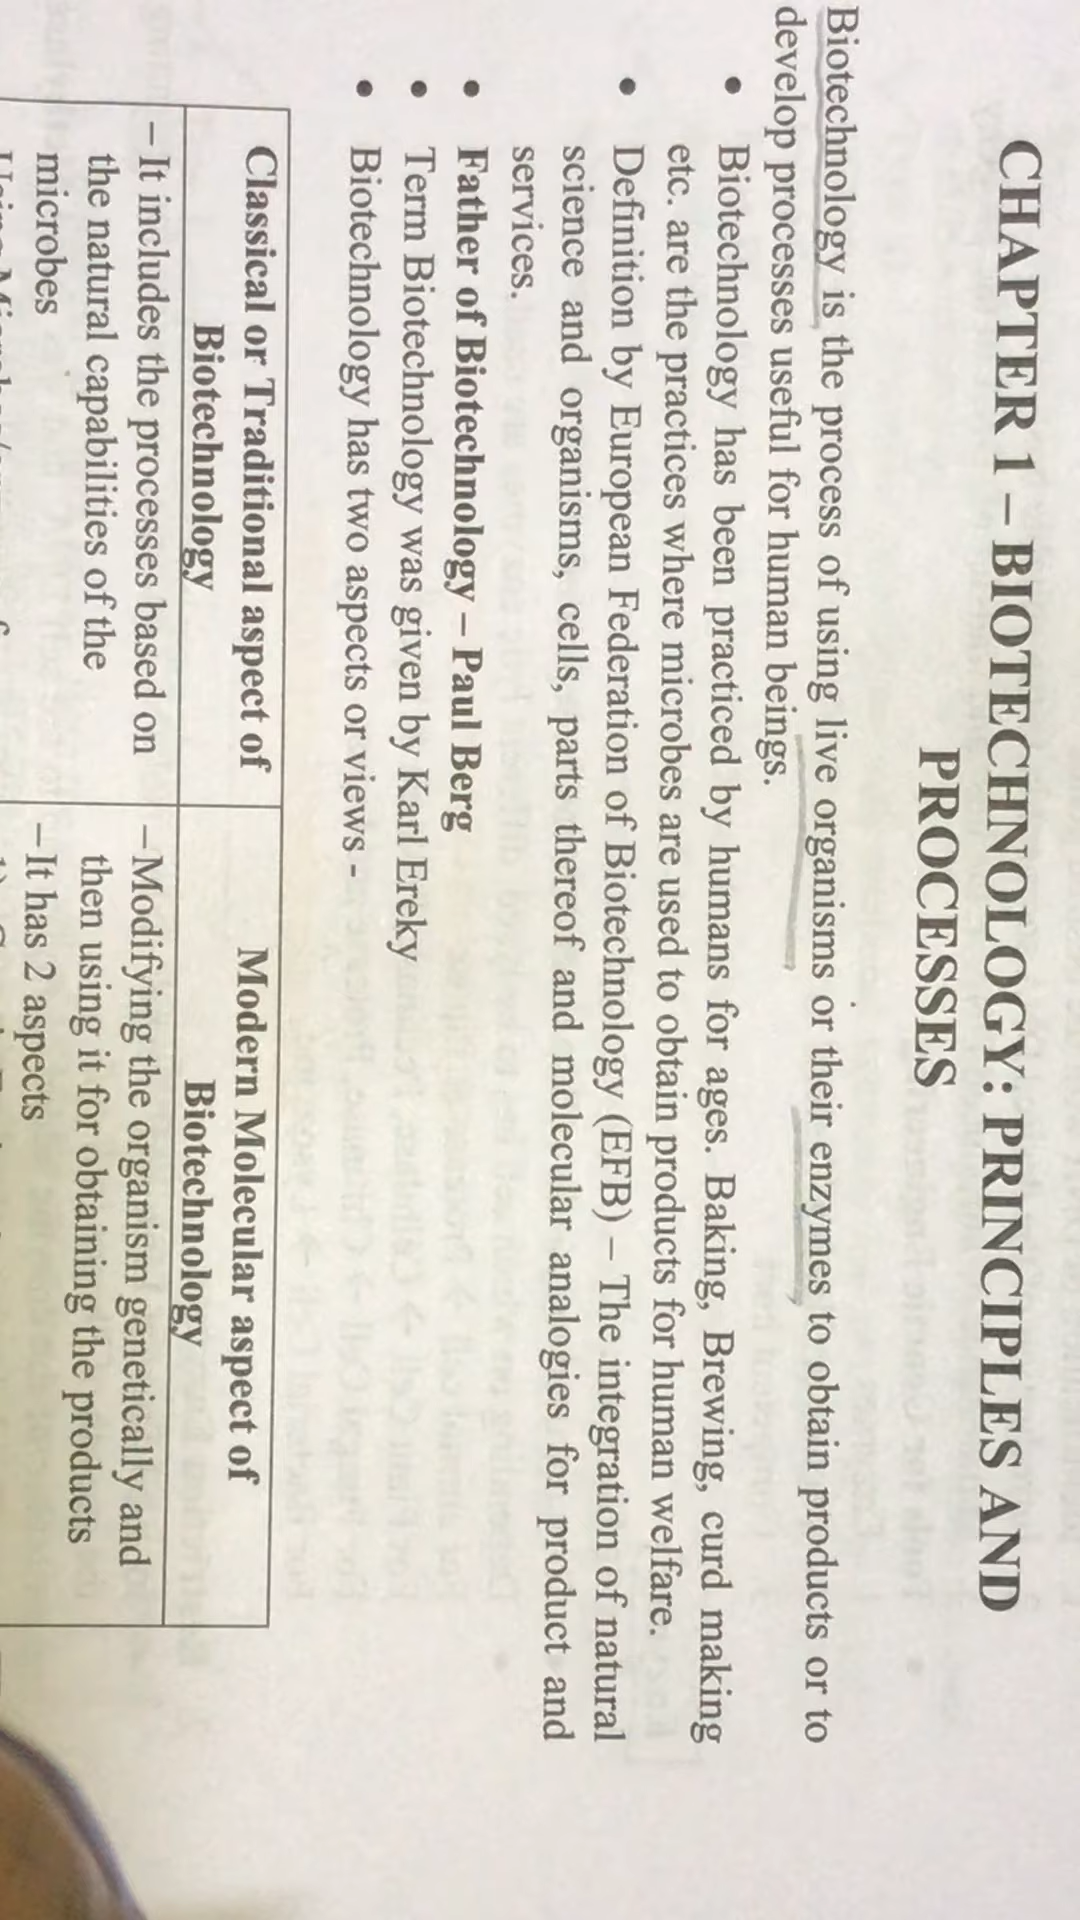 CHAPTER 1 – BIOTECHNOLOGY: PRINCIPLES AND
PROCESSES
Biotechnology is the process of using live organisms or their enzymes to obtain products or to
develop processes useful for human beings.
• Biotechnology has been practiced by humans for ages. Baking, Brewing, curd making
etc. are the practices where microbes are used to obtain products for human welfare.
• Definition by European Federation of Biotechnology (EFB) – The integration of natural
science and organisms, cells, parts thereof and molecular analogies for product and
services.
• Father of Biotechnology – Paul Berg
• Term Biotechnology was given by Karl Ereky
• Biotechnology has two aspects or views -
Classical or Traditional aspect of
Biotechnology
– It includes the processes based on
the natural capabilities of the
microbes
Modern Molecular aspect of
Biotechnology
– Modifying the organism genetically and
then using it for obtaining the products
– It has 2 aspects